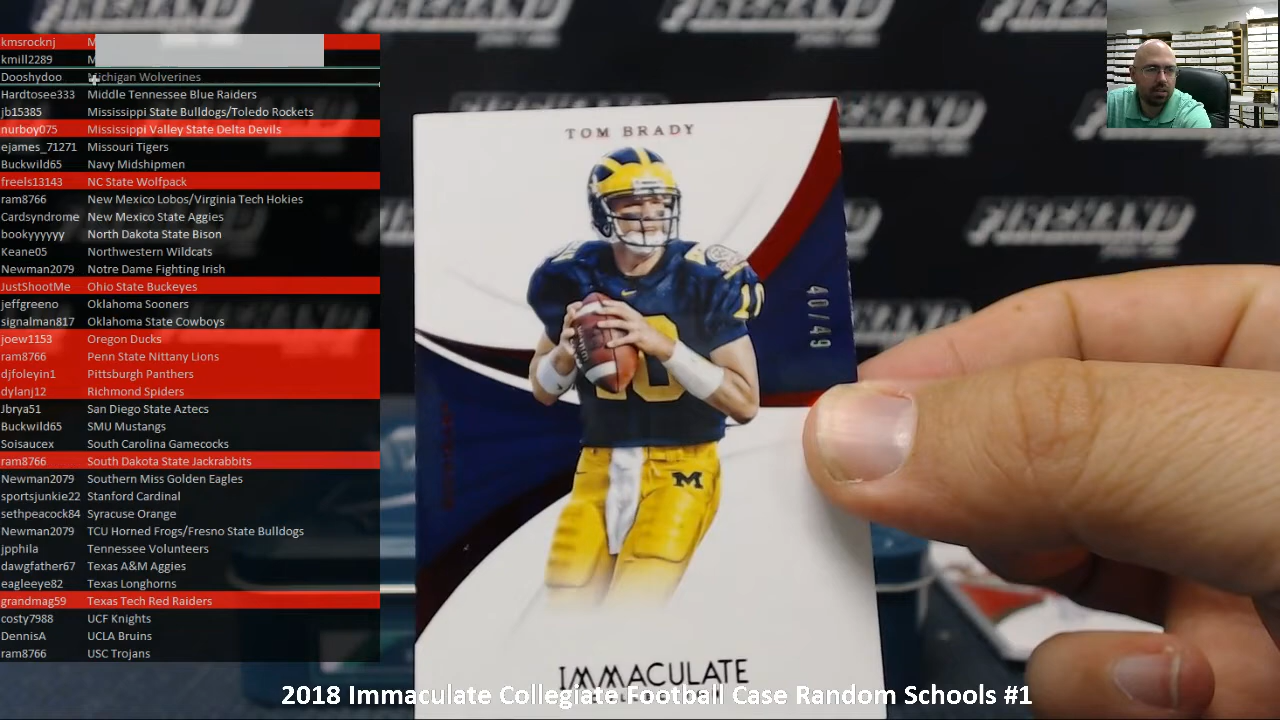 kmsrocknj
kmill2289
Dooshydoo Michigan Wolverines
Hardtosee333 Middle Tennessee Blue Raiders
jb15385 Mississippi State Bulldogs/Toledo Rockets
nurboy075 Mississippi Valley State Delta Devils
ejames_71271 Missouri Tigers
Buckwild65 Navy Midshipmen
freels13143 NC State Wolfpack
ram8766 New Mexico Lobos/Virginia Tech Hokies
Cardsyndrome New Mexico State Aggies
bookyyyyyy North Dakota State Bison
Keane05 Northwestern Wildcats
Newman2079 Notre Dame Fighting Irish
JustShootMe Ohio State Buckeyes
jeffgreeno Oklahoma Sooners
signalman817 Oklahoma State Cowboys
joew1153 Oregon Ducks
ram8766 Penn State Nittany Lions
djfoleyin1 Pittsburgh Panthers
dylanj12 Richmond Spiders
Jbrya51 San Diego State Aztecs
Buckwild65 SMU Mustangs
Soisaucex South Carolina Gamecocks
ram8766 South Dakota State Jackrabbits
Newman2079 Southern Miss Golden Eagles
sportsjunkie22 Stanford Cardinal
sethpeacock84 Syracuse Orange
Newman2079 TCU Horned Frogs/Fresno State Bulldogs
jpphila Tennessee Volunteers
dawgfather67 Texas A&M Aggies
eagleeye82 Texas Longhorns
grandmag59 Texas Tech Red Raiders
costy7988 UCF Knights
DennisA UCLA Bruins
ram8766 USC Trojans
TOM BRADY
10
10
M
40/49
IMMACULATE
2018 Immaculate Collegiate Football Case Random Schools #1